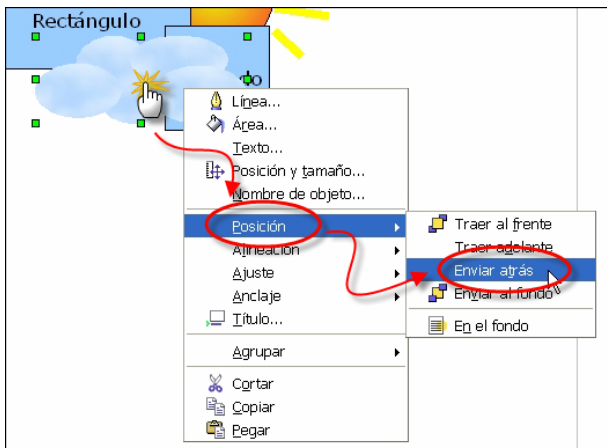 Rectángulo
do
Línea...
Área...
Texto...
Posición y tamaño...
Nombre de objeto...
Posición
Alineación
Ajuste
Anclaje
Título...
Agrupar
Cortar
Copiar
Pegar
Traer al frente
Traer adelante
Enviar atrás
Enviar al fondo
En el fondo